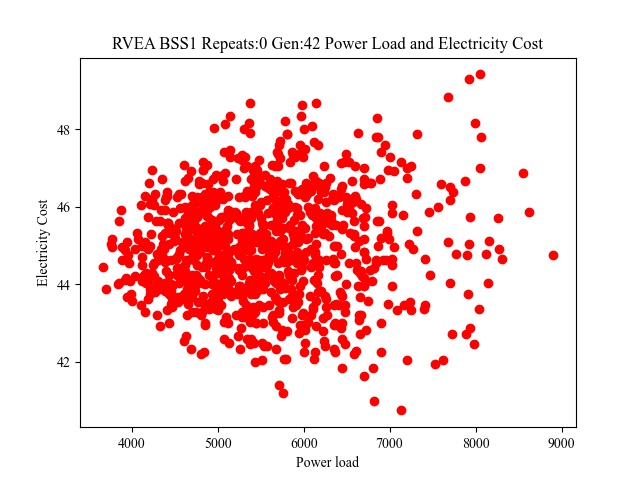 RVEA BSS1 Repeats:0 Gen:42 Power Load and Electricity Cost
48
46
44
42
Electricity Cost
4000 5000 6000 7000 8000 9000
Power load